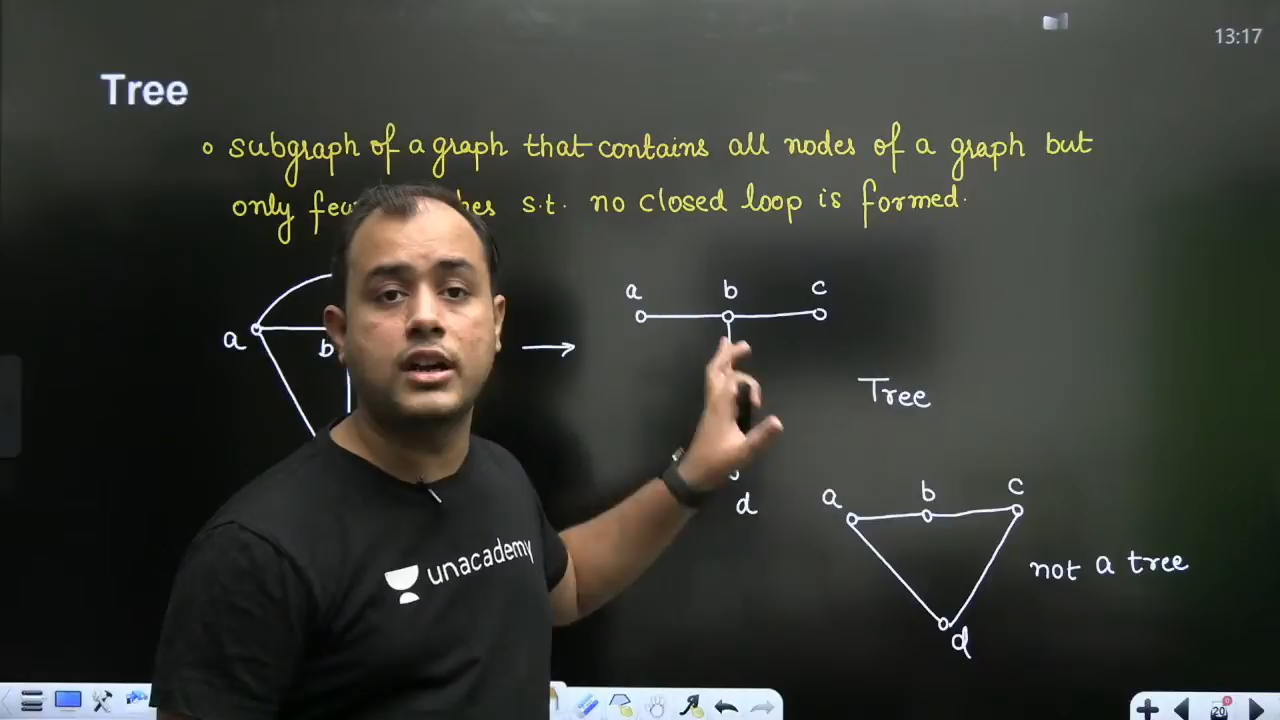 13:17
Tree
subgraph of a graph that contains all nodes of a graph but
only s.t. no closed loop is formed.
a b c
a
b
Tree
d
a b c
not a tree
d
unacademy
20